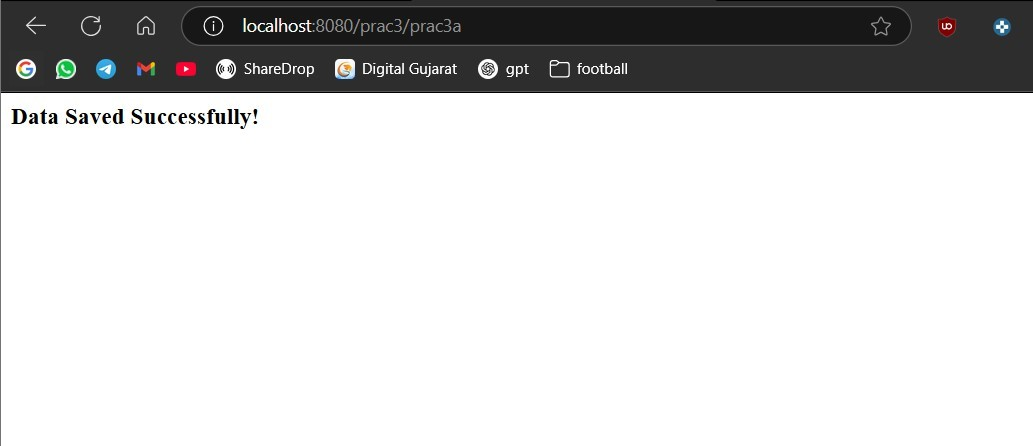 localhost:8080/prac3/prac3a
ShareDrop Digital Gujarat gpt football
Data Saved Successfully!